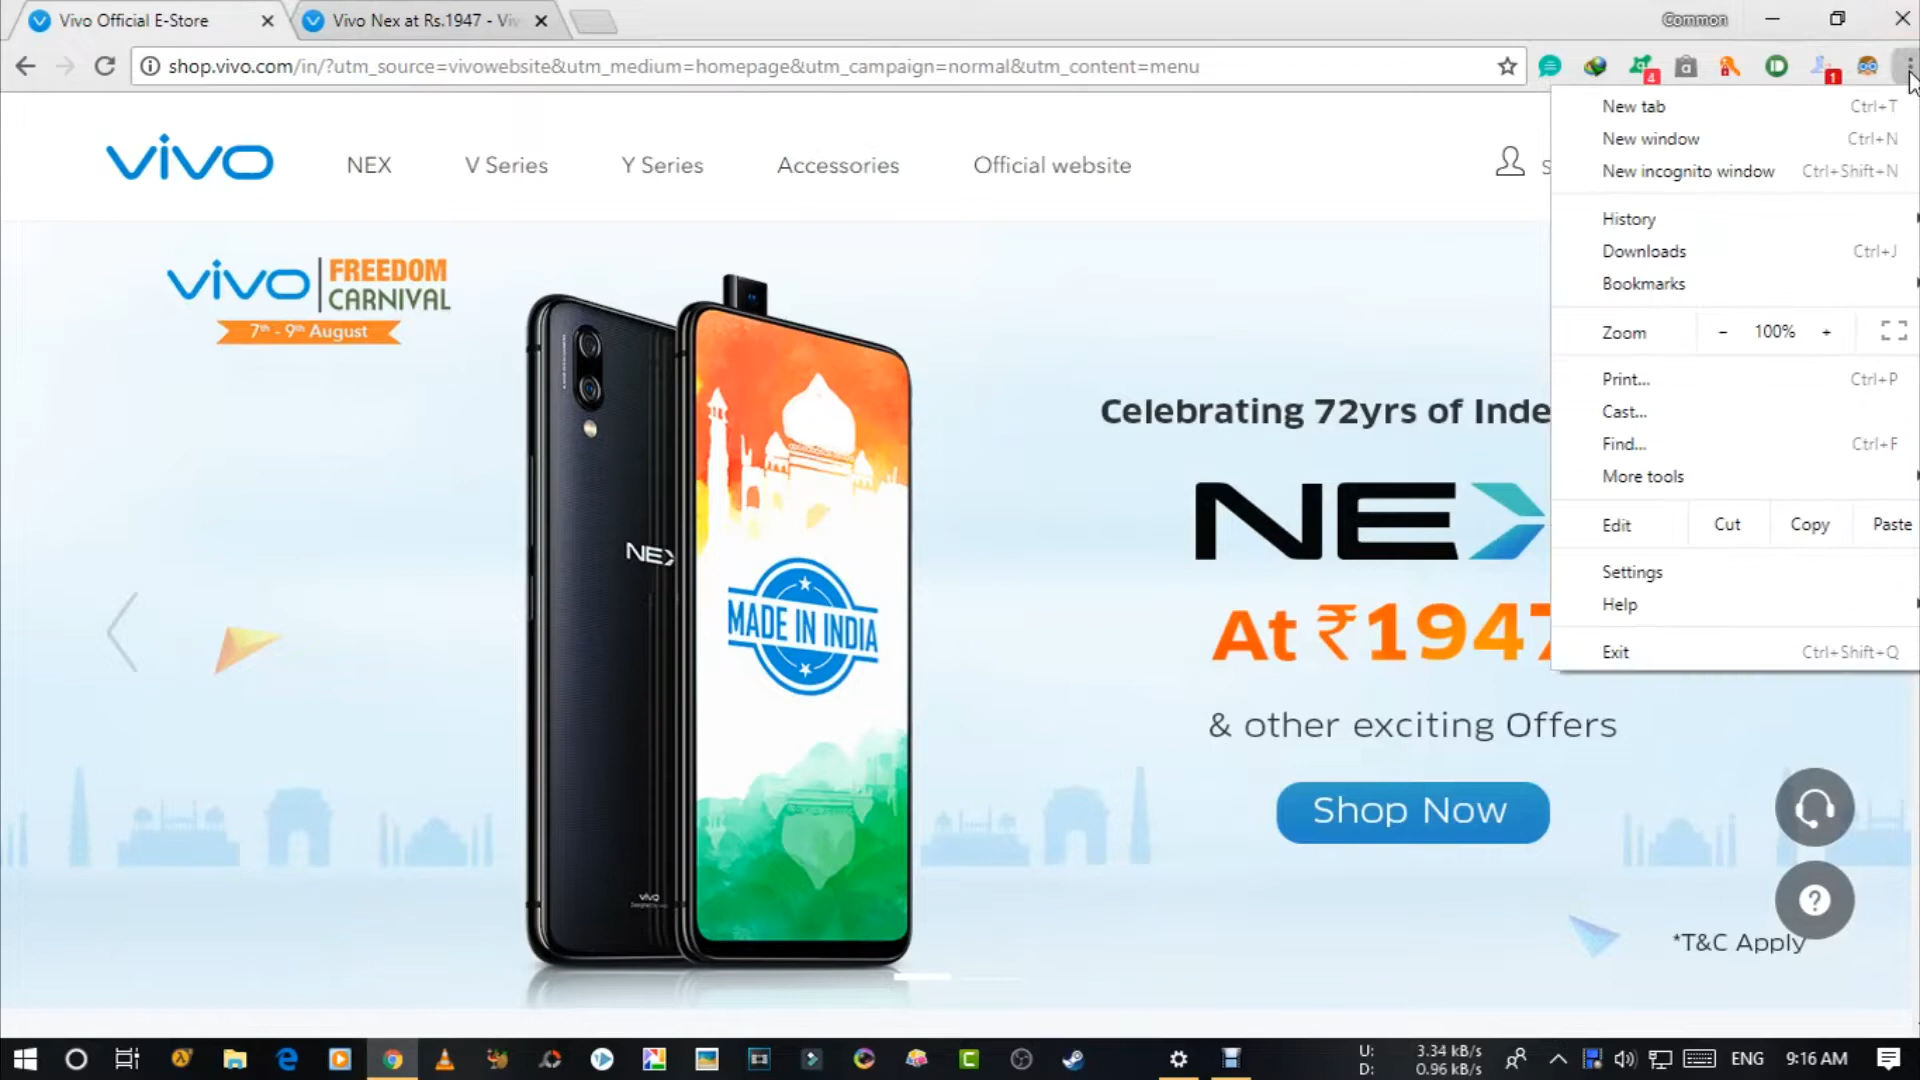 Vivo Official E-Store
Vivo Nex at Rs.1947 - Viv
Common
shop.vivo.com/in/?utm_source=vivowebsite&utm_medium=homepage&utm_campaign=normal&utm_content=menu
4
a
1
vivo
NEX
V Series
Y Series
Accessories
Official website
S
New tab Ctrl+T
New window Ctrl+N
New incognito window Ctrl+Shift+N
History
Downloads Ctrl+J
Bookmarks
Zoom - 100% +
Print... Ctrl+P
Cast...
Find... Ctrl+F
More tools
Edit Cut Copy Paste
Settings
Help
Exit Ctrl+Shift+Q
vivo FREEDOM
CARNIVAL
7th - 9th August
NEX
vivo
MADE IN INDIA
Celebrating 72yrs of Inde
NEX
At ₹1947
& other exciting Offers
Shop Now
*T&C Apply
U: 3.34 kB/s
D: 0.96 kB/s
ENG
9:16 AM